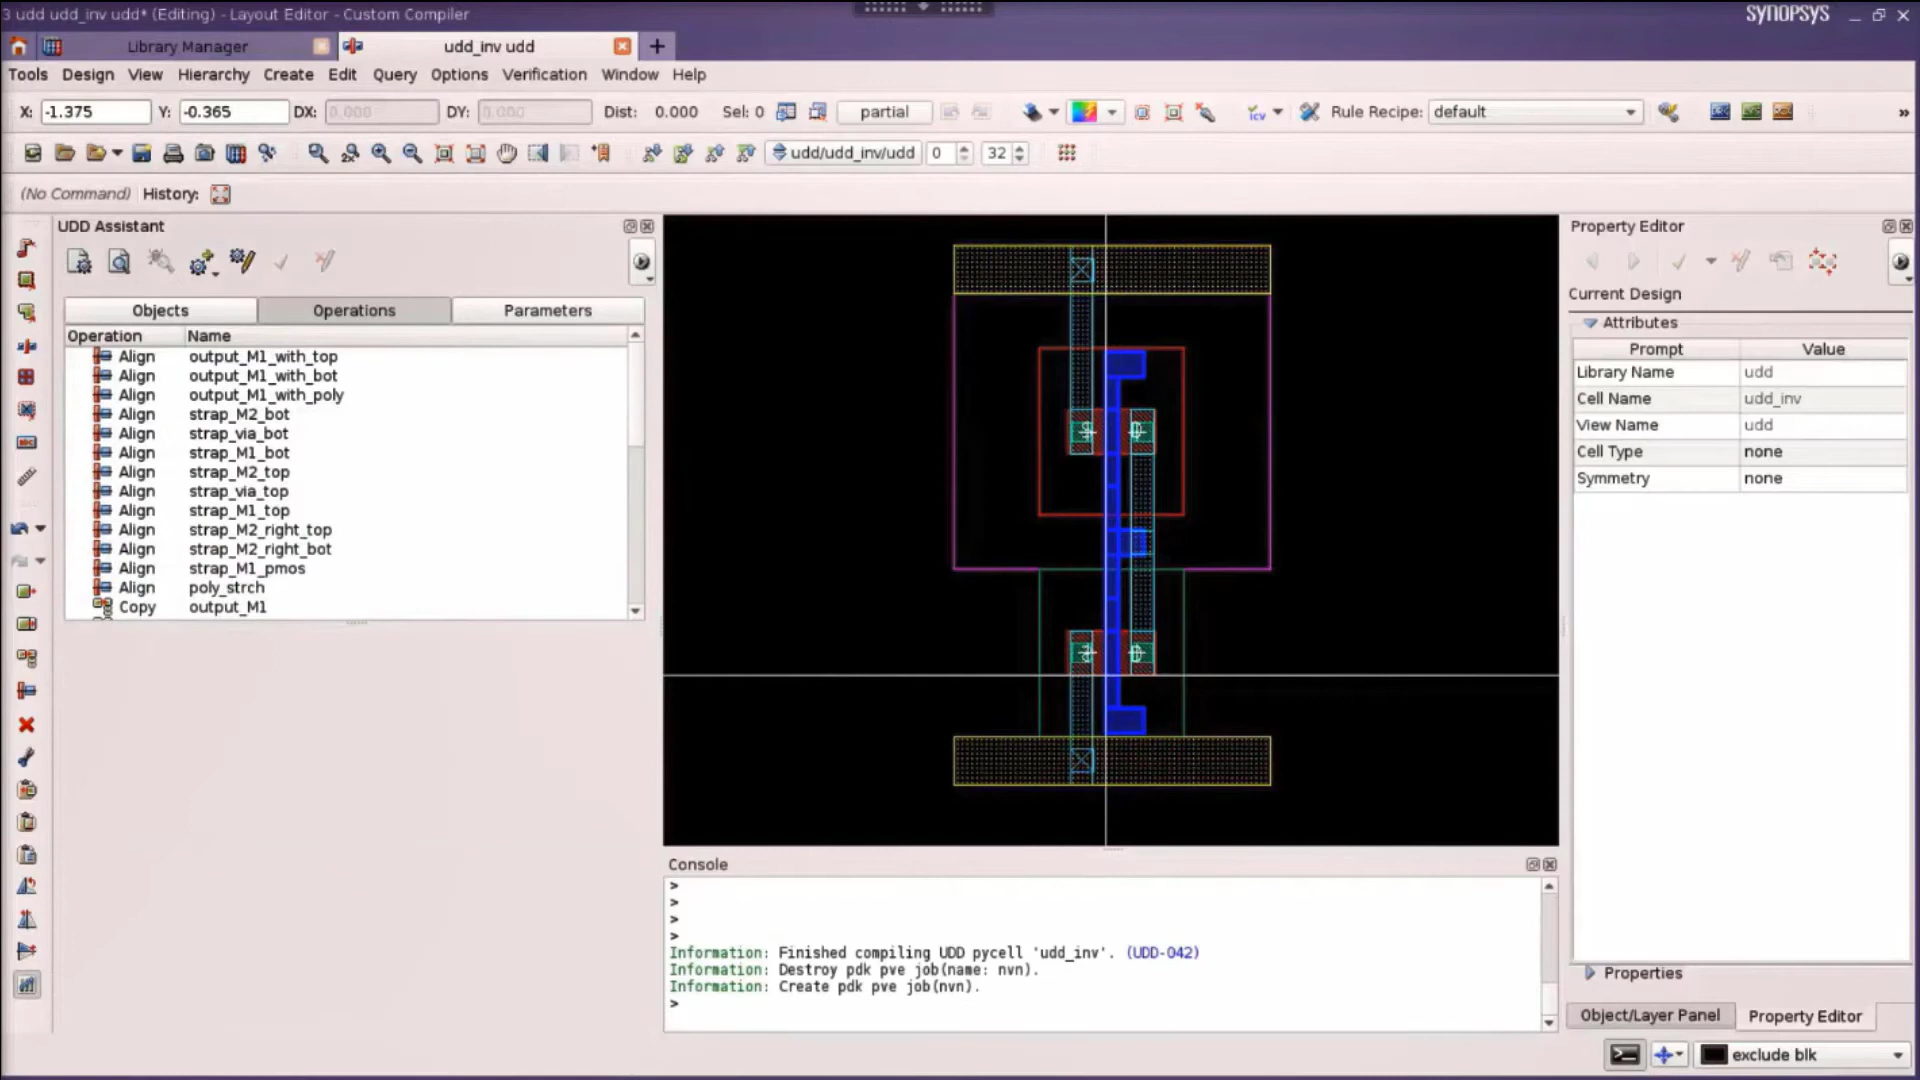 3 udd udd_inv udd* (Editing) - Layout Editor - Custom Compiler
SYNOPSYS
Library Manager
udd_inv udd
Tools Design View Hierarchy Create Edit Query Options Verification Window Help
X: -1.375 Y: -0.365 DX: 0.000 DY: 0.000 Dist: 0.000 Sel: 0 partial ICV Rule Recipe: default »
udd/udd_inv/udd 0 32
(No Command) History:
UDD Assistant
Objects Operations Parameters
Operation Name
Align output_M1_with_top
Align output_M1_with_bot
Align output_M1_with_poly
Align strap_M2_bot
Align strap_via_bot
Align strap_M1_bot
Align strap_M2_top
Align strap_via_top
Align strap_M1_top
Align strap_M2_right_top
Align strap_M2_right_bot
Align strap_M1_pmos
Align poly_strch
Copy output_M1
Console
>
>
>
>
Information: Finished compiling UDD pycell 'udd_inv'. (UDD-042)
Information: Destroy pdk pve job(name: nvn).
Information: Create pdk pve job(nvn).
>
Property Editor
Current Design
Attributes
Prompt Value
Library Name udd
Cell Name udd_inv
View Name udd
Cell Type none
Symmetry none
Properties
Object/Layer Panel Property Editor
exclude blk